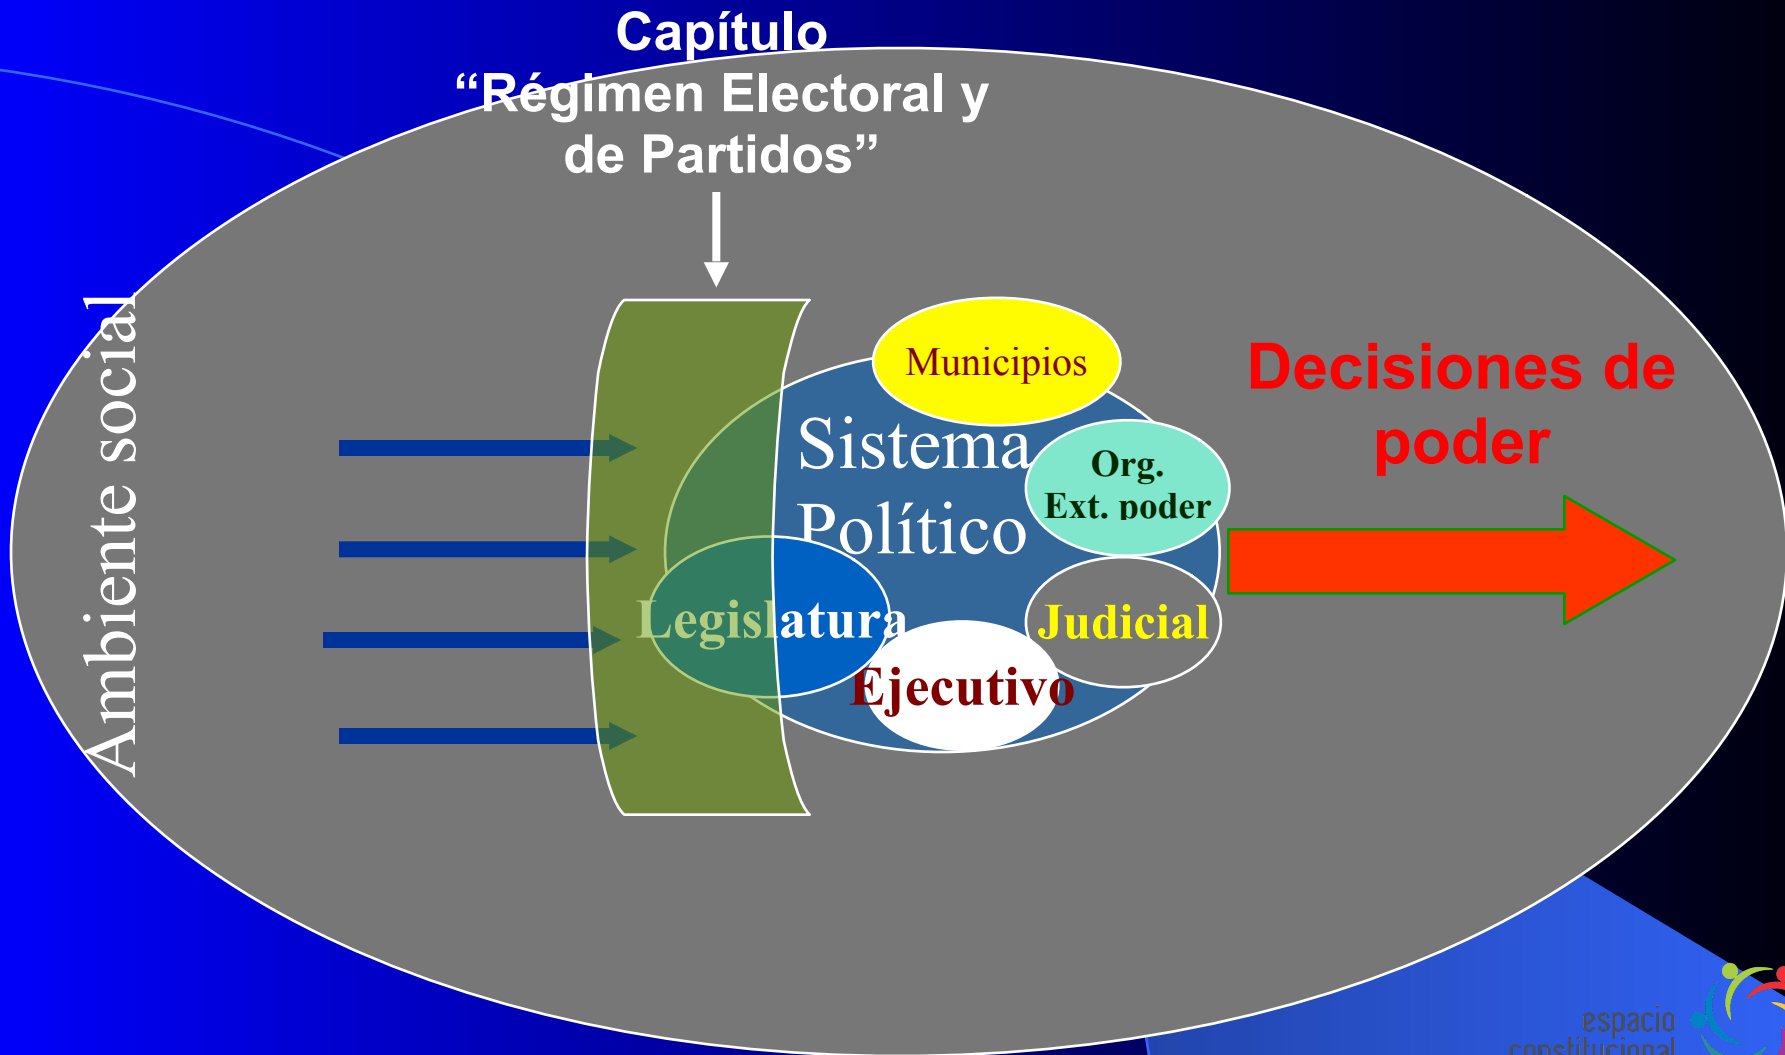 Capítulo
“Régimen Electoral y
de Partidos”
Ambiente social
Municipios
Sistema
Político
Org.
Ext. poder
Legislatura
Judicial
Ejecutivo
Decisiones de
poder
espacio
constitucional